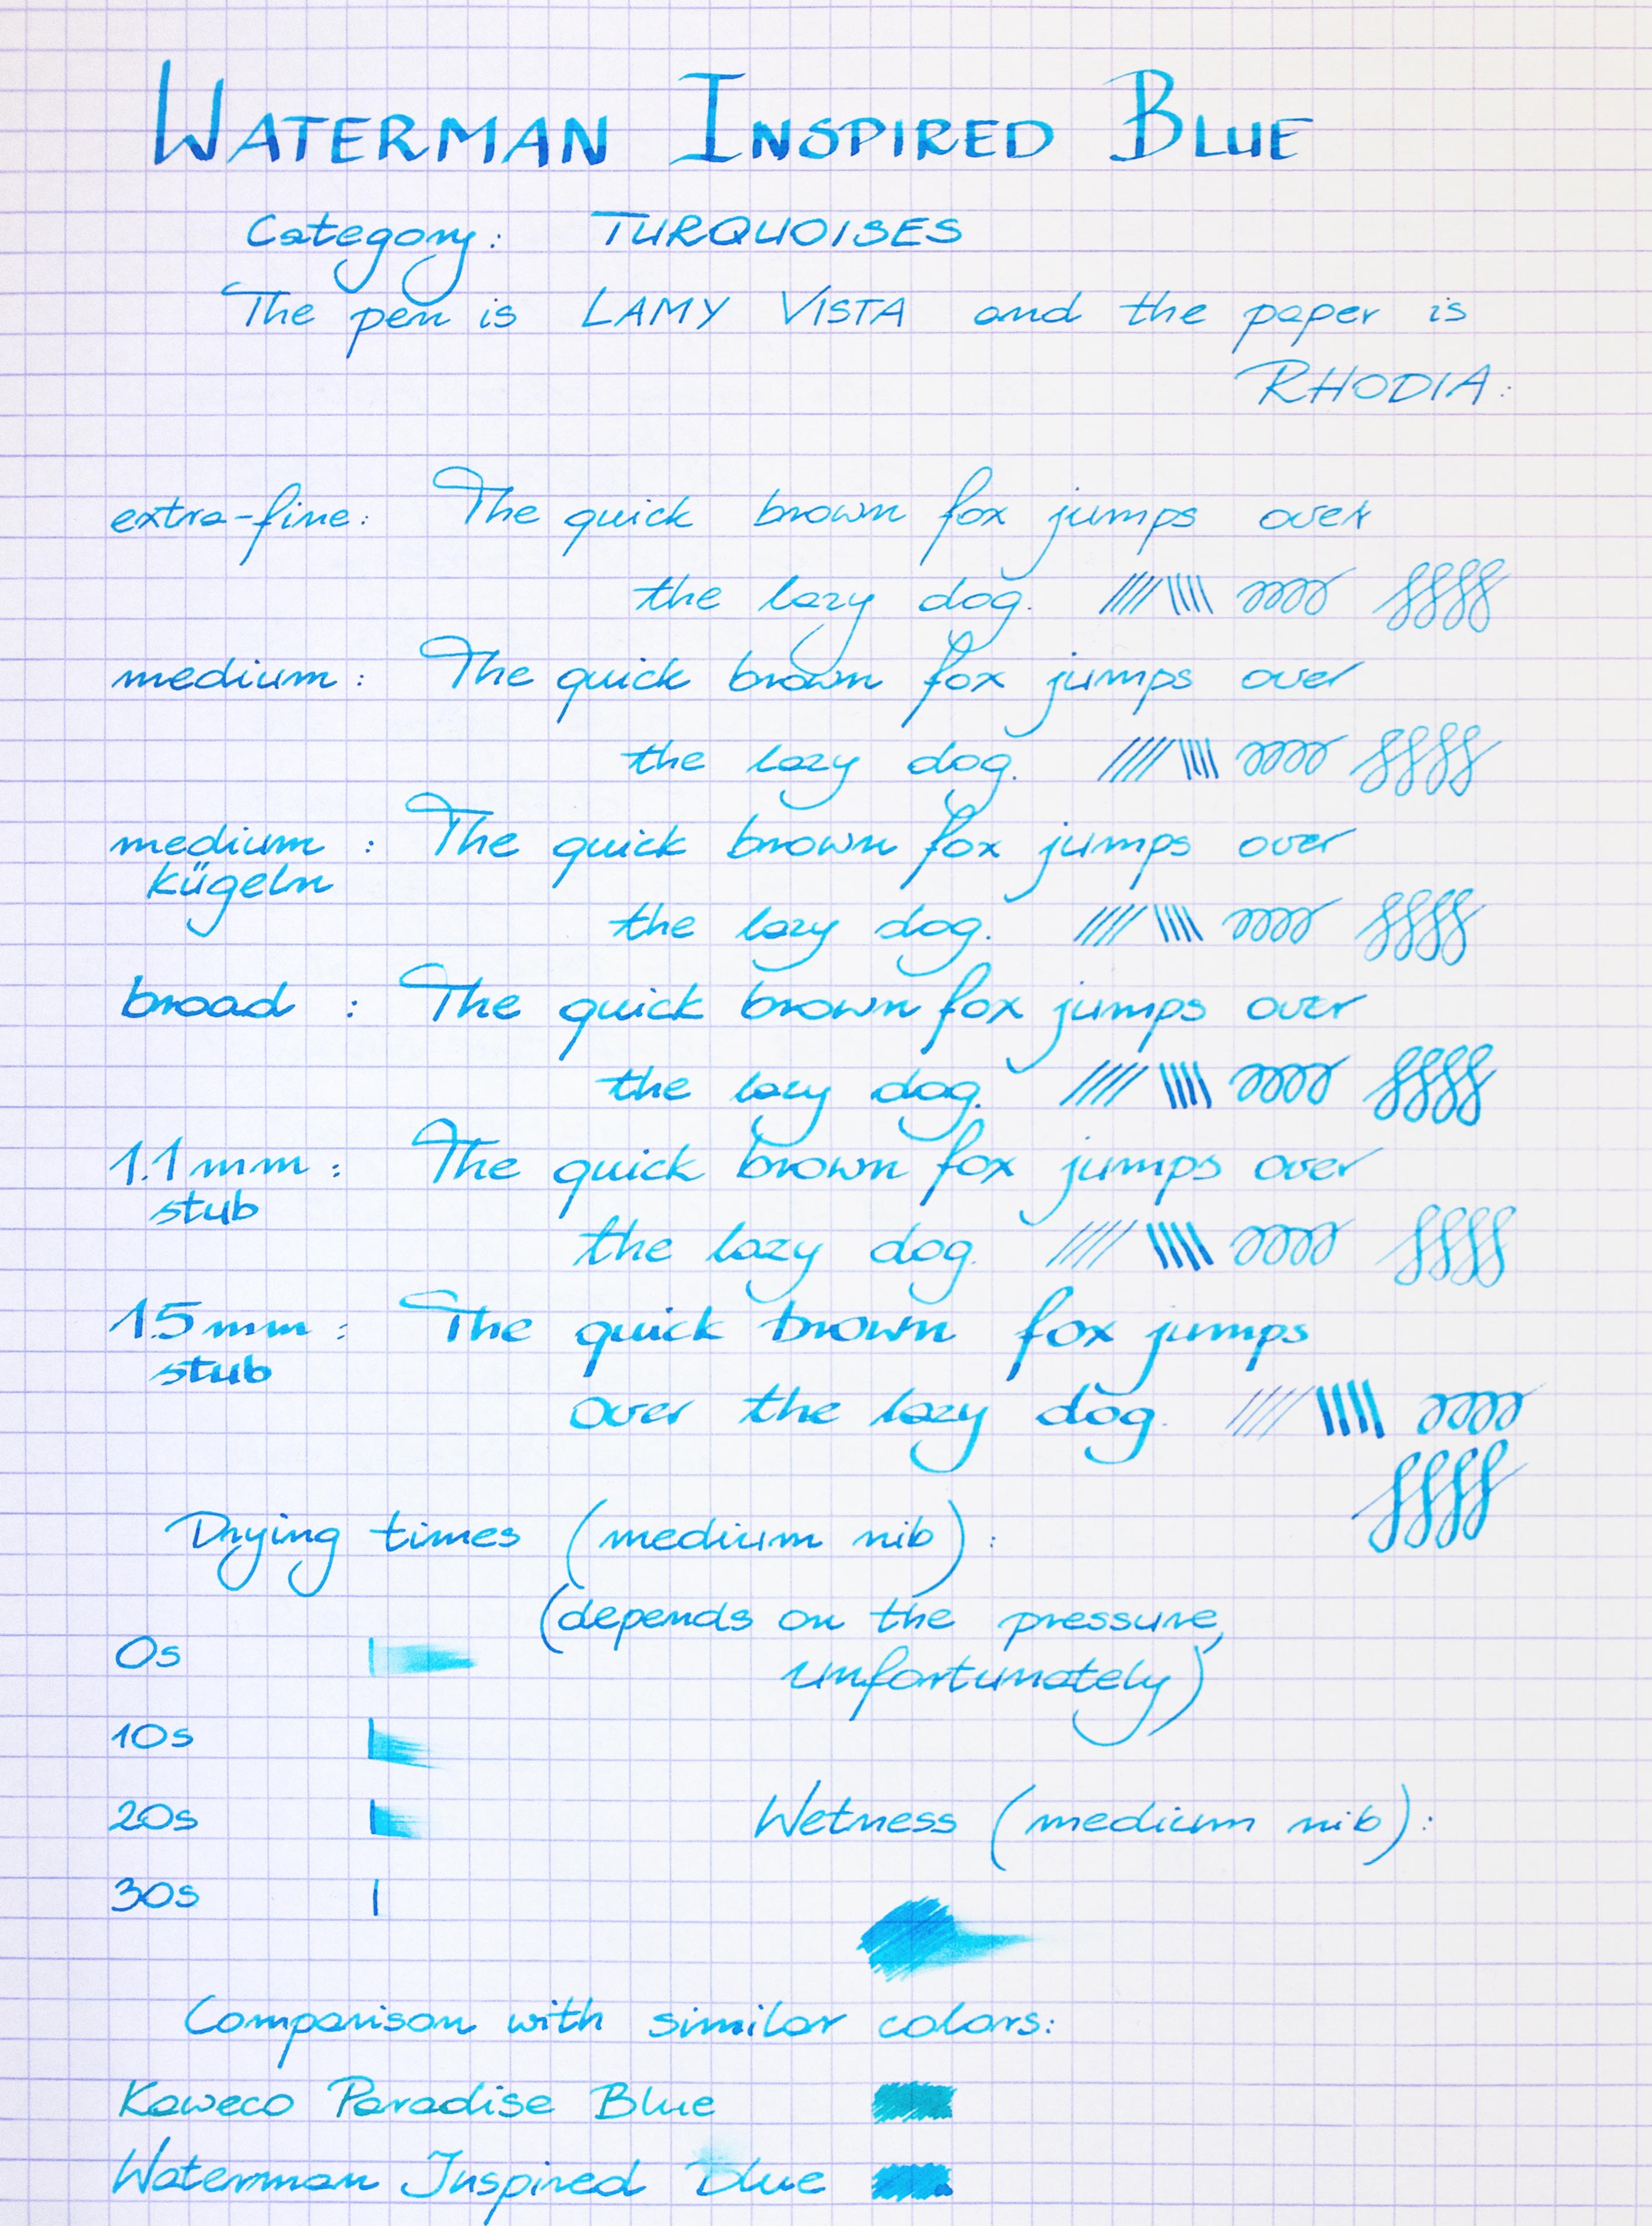 WATERMAN INSPIRED BLUE
Category: TURQUOISES
The pen is LAMY VISTA and the paper is
RHODIA:
extra-fine: The quick brown fox jumps over
the lazy dog.
medium: The quick brown fox jumps over
the lazy dog.
medium : The quick brown fox jumps over
kügeln
the lazy dog.
broad : The quick brown fox jumps over
the lazy dog.
1.1mm: The quick brown fox jumps over
stub
the lazy dog.
1.5mm: The quick brown fox jumps
stub
over the lazy dog.
Drying times (medium nib):
(depends on the pressure,
0s
unfortunately)
10s
20s
Wetness (medium nib):
30s
Comparison with similar colors:
Kaweco Paradise Blue
Waterman Inspired Blue